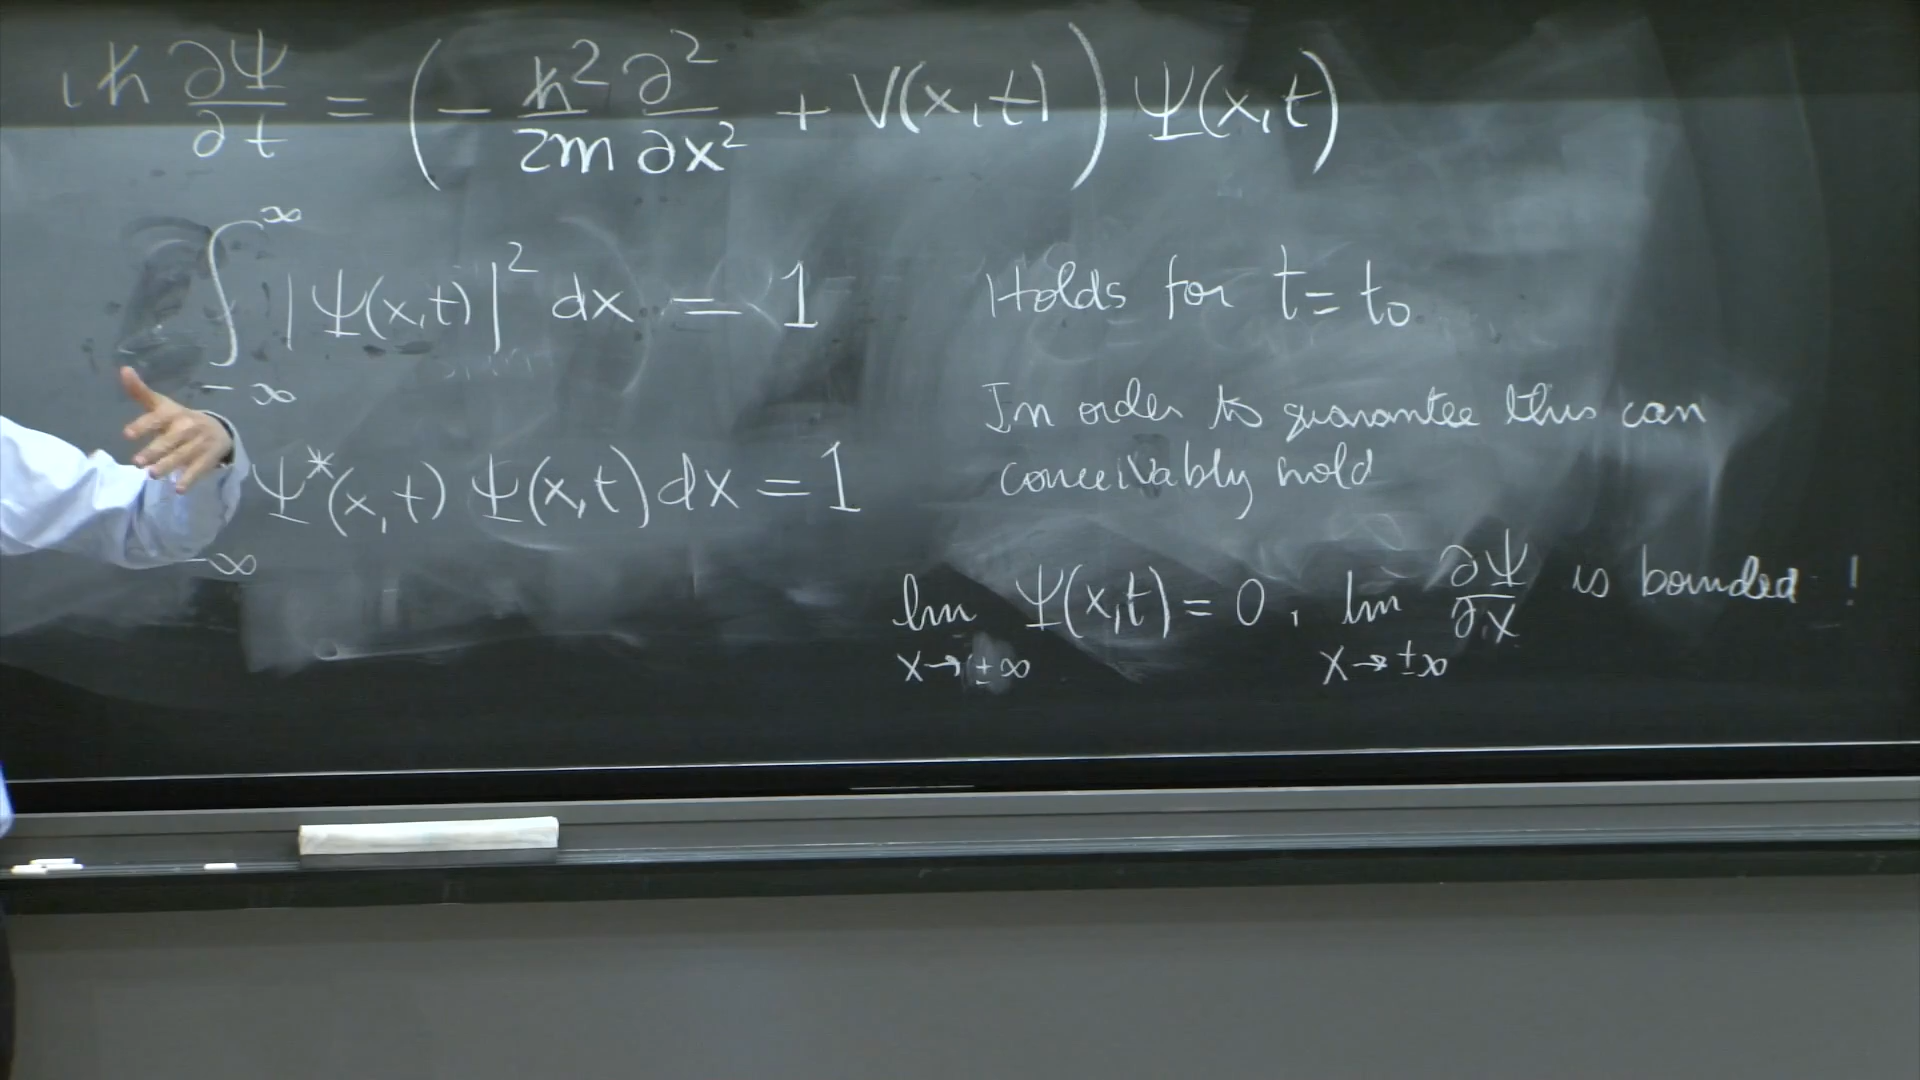 iℏ ∂Ψ/∂t = (−ℏ²/2m ∂²/∂x² + V(x,t)) Ψ(x,t)
∫_{-∞}^{∞} |Ψ(x,t)|² dx = 1 Holds for t = t₀
In order to guarantee this can
conceivably hold
_{-∞} Ψ*(x,t) Ψ(x,t) dx = 1
lim_{x→±∞} Ψ(x,t) = 0, lim_{x→±∞} ∂Ψ/∂x is bounded !